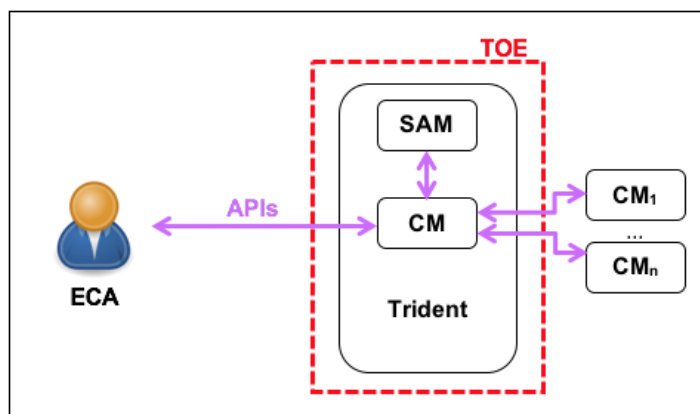 TOE
SAM
APIs
CM
CM₁
...
CMₙ
ECA
Trident